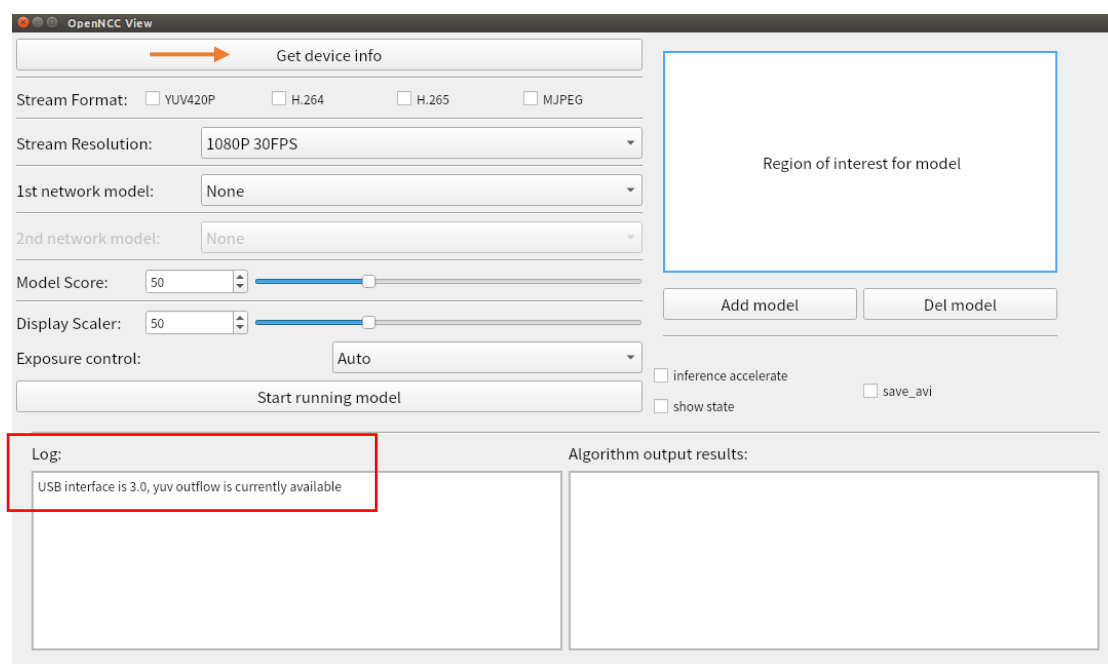 OpenNCC View
Get device info
Stream Format: YUV420P H.264 H.265 MJPEG
Stream Resolution: 1080P 30FPS
1st network model: None
2nd network model: None
Model Score: 50
Display Scaler: 50
Exposure control: Auto
Start running model
Region of interest for model
Add model Del model
inference accelerate
save_avi
show state
Log:
USB interface is 3.0, yuv outflow is currently available
Algorithm output results: